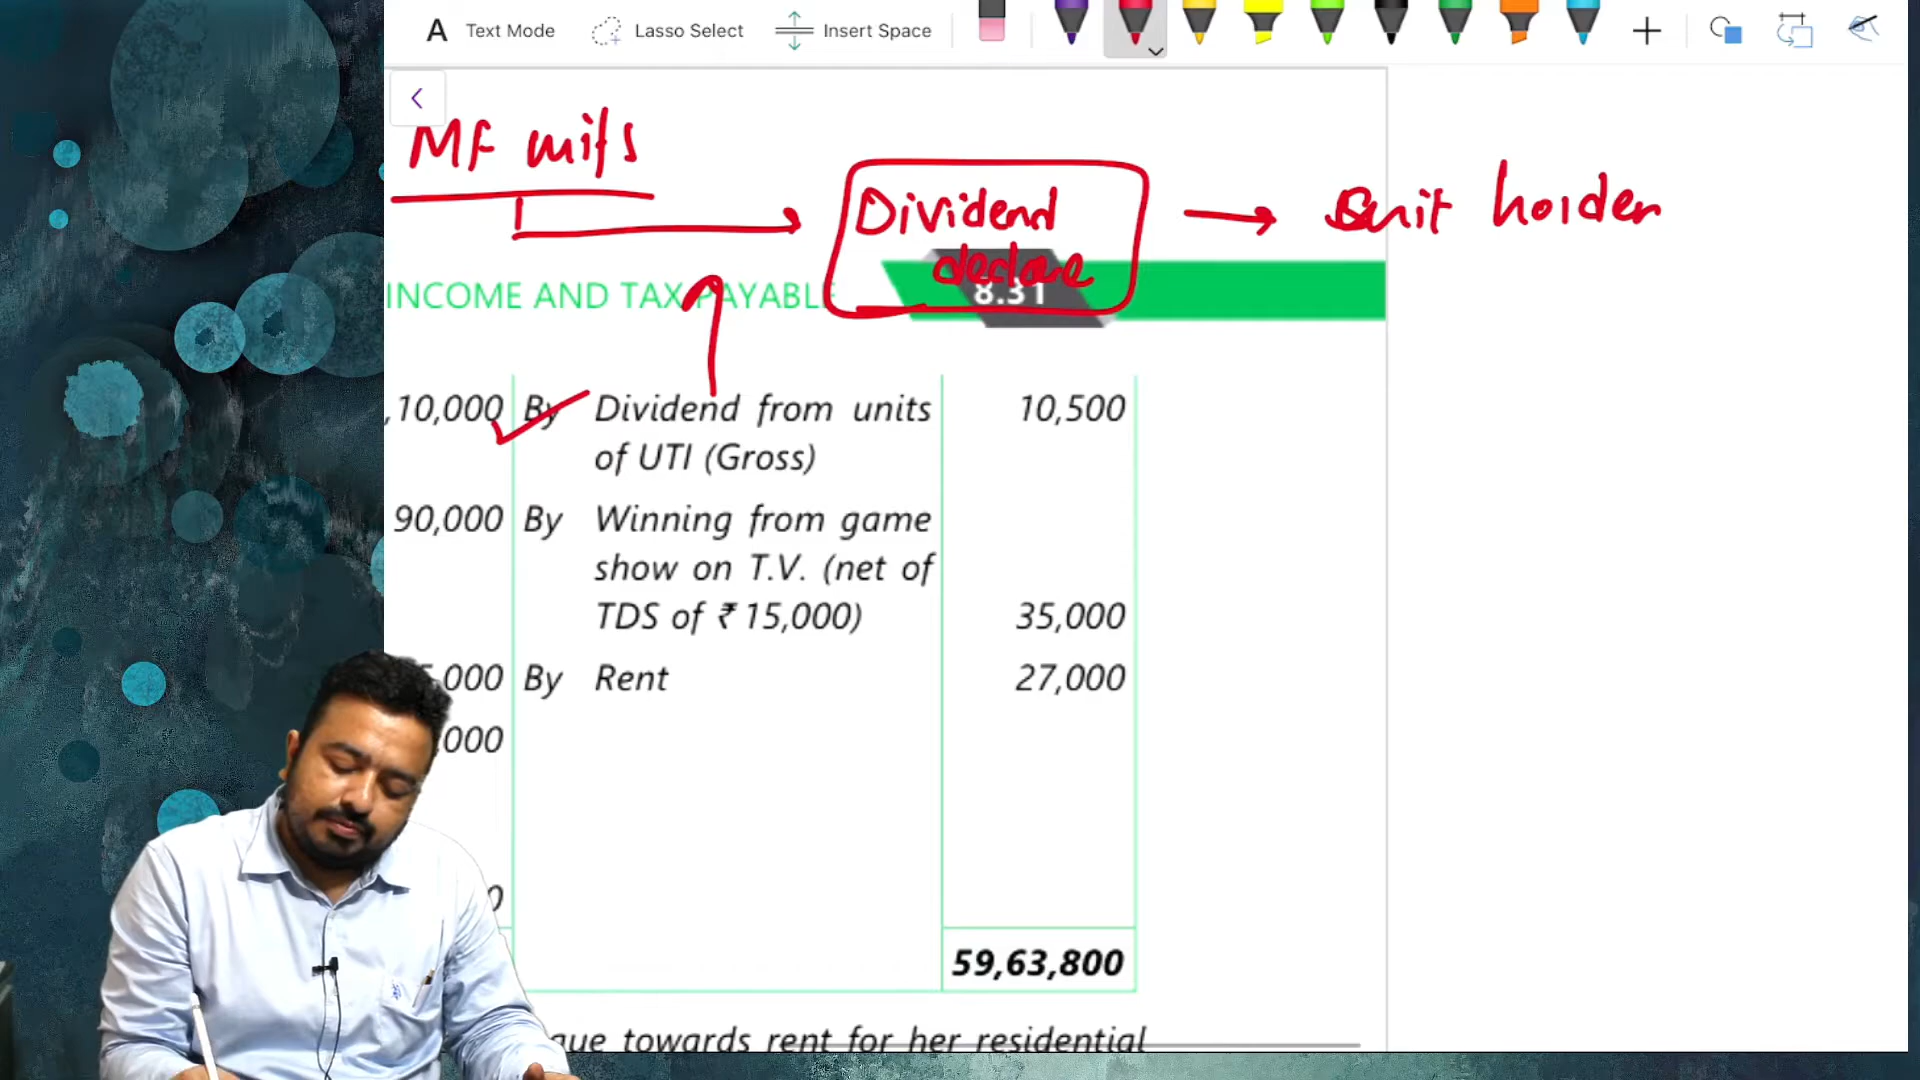 A Text Mode Lasso Select Insert Space
MF units
Dividend declare → unit holder
INCOME AND TAX PAYABLE 8.31
,10,000 By Dividend from units 10,500
of UTI (Gross)
90,000 By Winning from game
show on T.V. (net of
TDS of ₹ 15,000) 35,000
,000 By Rent 27,000
,000
0
59,63,800
towards rent for her residential